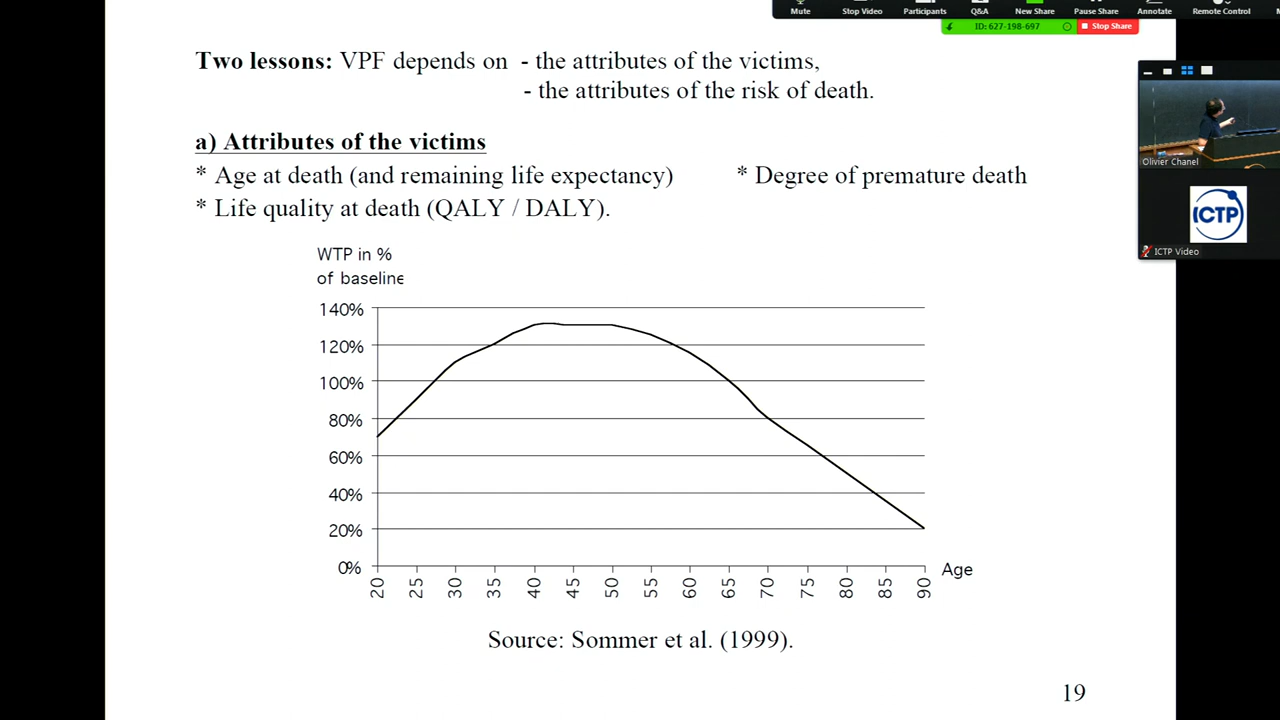 Mute Stop Video Participants Q&A New Share Pause Share Annotate Remote Control
ID: 627-198-697 Stop Share
Two lessons: VPF depends on - the attributes of the victims,
- the attributes of the risk of death.
a) Attributes of the victims
* Age at death (and remaining life expectancy) * Degree of premature death
* Life quality at death (QALY / DALY).
Olivier Chanel
ICTP
ICTP Video
WTP in %
of baseline
140%
120%
100%
80%
60%
40%
20%
0%
20 25 30 35 40 45 50 55 60 65 70 75 80 85 90
Age
Source: Sommer et al. (1999).
19